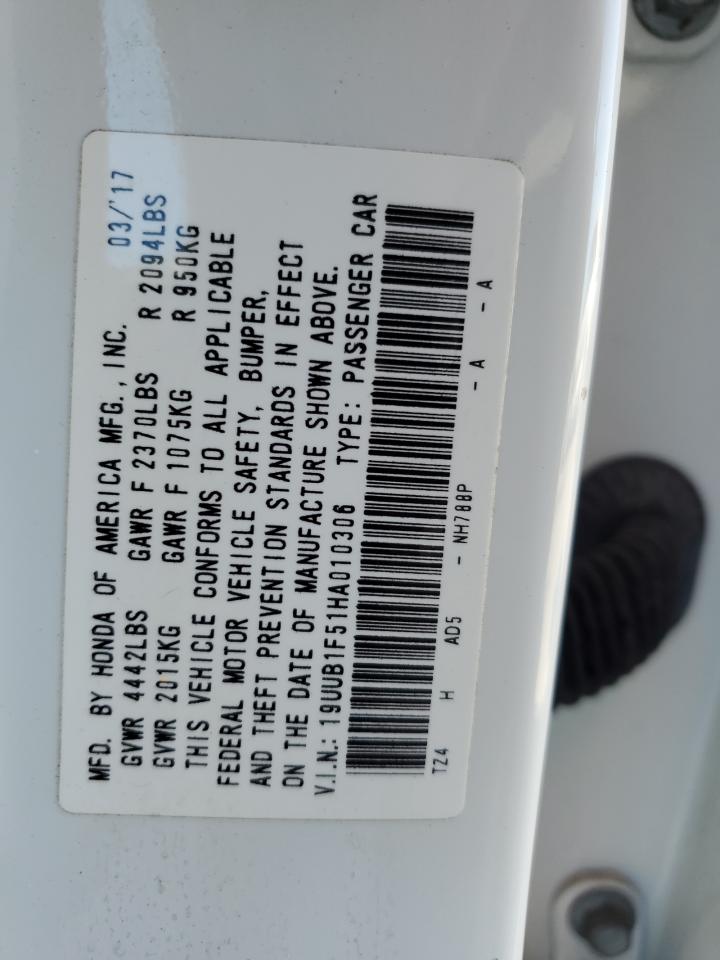 MFD. BY HONDA OF AMERICA MFG., INC. 03/'17
GVWR 4442LBS GAWR F 2370LBS R 2094LBS
GVWR 2015KG GAWR F 1075KG R 950KG
THIS VEHICLE CONFORMS TO ALL APPLICABLE
FEDERAL MOTOR VEHICLE SAFETY, BUMPER,
AND THEFT PREVENTION STANDARDS IN EFFECT
ON THE DATE OF MANUFACTURE SHOWN ABOVE.
V.I.N.: 19UUB1F51HA010306 TYPE: PASSENGER CAR
TZ4 H AD5 - NH788P - A - A